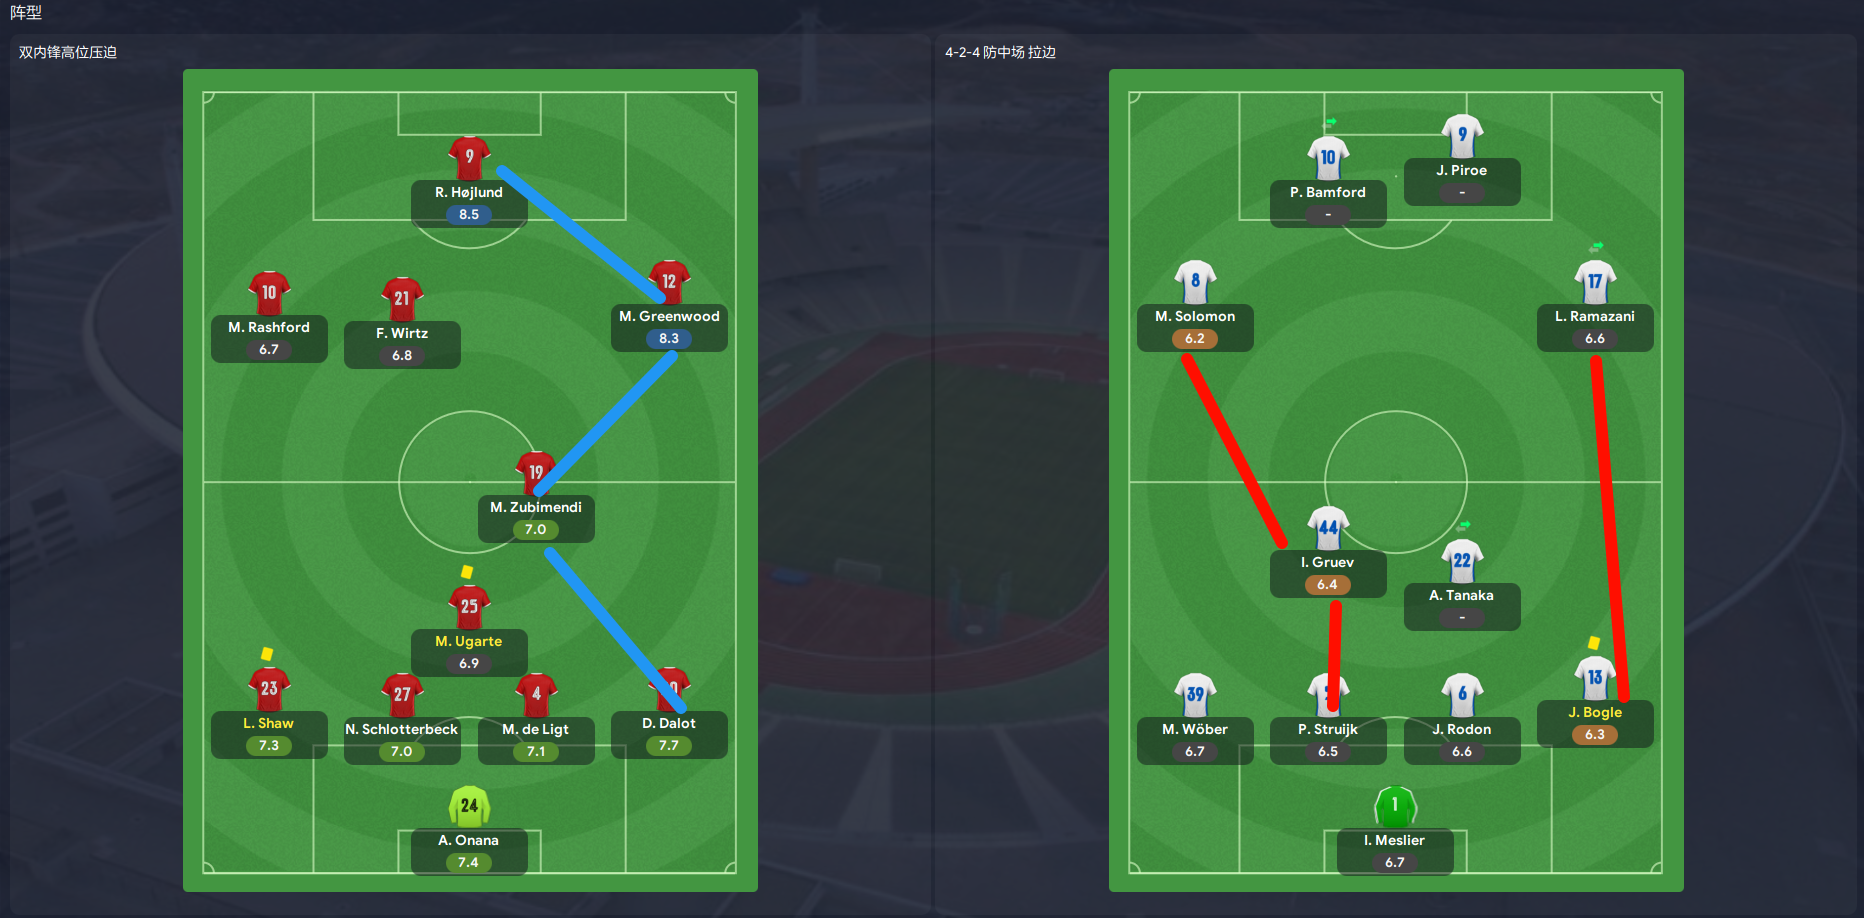 阵型
双内锋高位压迫
9
R. Højlund
8.5
10
M. Rashford
6.7
21
F. Wirtz
6.8
12
M. Greenwood
8.3
19
M. Zubimendi
7.0
25
M. Ugarte
6.9
23
L. Shaw
7.3
27
N. Schlotterbeck
7.0
4
M. de Ligt
7.1
D. Dalot
7.7
24
A. Onana
7.4
4-2-4 防中场 拉边
10
P. Bamford
-
9
J. Piroe
-
8
M. Solomon
6.2
17
L. Ramazani
6.6
44
I. Gruev
6.4
22
A. Tanaka
-
39
M. Wöber
6.7
P. Struijk
6.5
6
J. Rodon
6.6
13
J. Bogle
6.3
1
I. Meslier
6.7